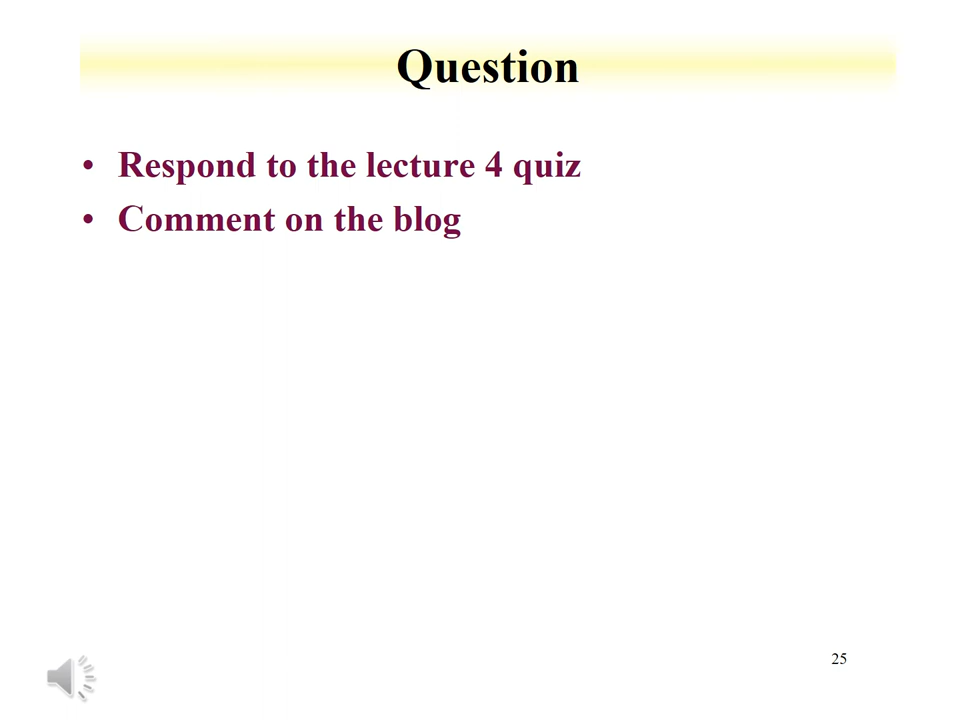 Question
• Respond to the lecture 4 quiz
• Comment on the blog
25